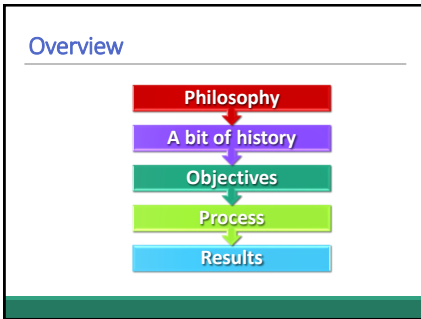 Overview
Philosophy
A bit of history
Objectives
Process
Results